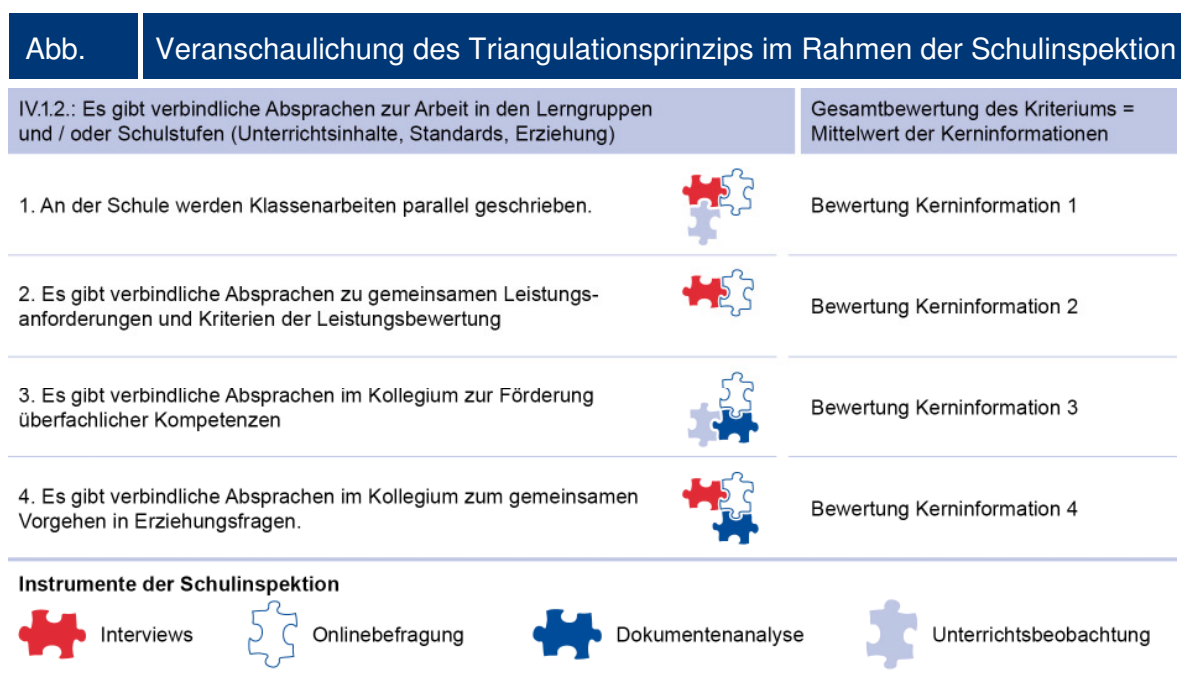 Abb.
Veranschaulichung des Triangulationsprinzips im Rahmen der Schulinspektion
IV.1.2.: Es gibt verbindliche Absprachen zur Arbeit in den Lerngruppen
und / oder Schulstufen (Unterrichtsinhalte, Standards, Erziehung)
Gesamtbewertung des Kriteriums =
Mittelwert der Kerninformationen
1. An der Schule werden Klassenarbeiten parallel geschrieben.
Bewertung Kerninformation 1
2. Es gibt verbindliche Absprachen zu gemeinsamen Leistungs-
anforderungen und Kriterien der Leistungsbewertung
Bewertung Kerninformation 2
3. Es gibt verbindliche Absprachen im Kollegium zur Förderung
überfachlicher Kompetenzen
Bewertung Kerninformation 3
4. Es gibt verbindliche Absprachen im Kollegium zum gemeinsamen
Vorgehen in Erziehungsfragen.
Bewertung Kerninformation 4
Instrumente der Schulinspektion
Interviews
Onlinebefragung
Dokumentenanalyse
Unterrichtsbeobachtung